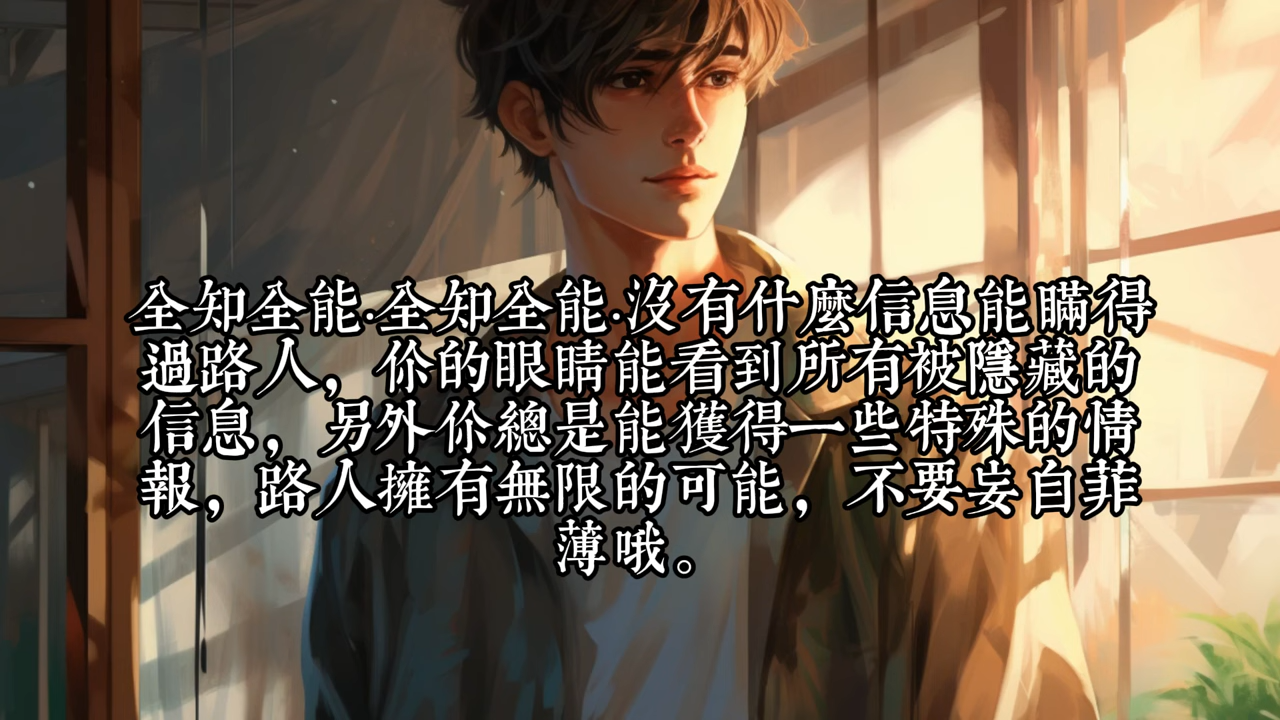 全知全能·全知全能·沒有什麼信息能瞞得
過路人，你的眼睛能看到所有被隱藏的
信息，另外你總是能獲得一些特殊的情
報，路人擁有無限的可能，不要妄自菲
薄哦。